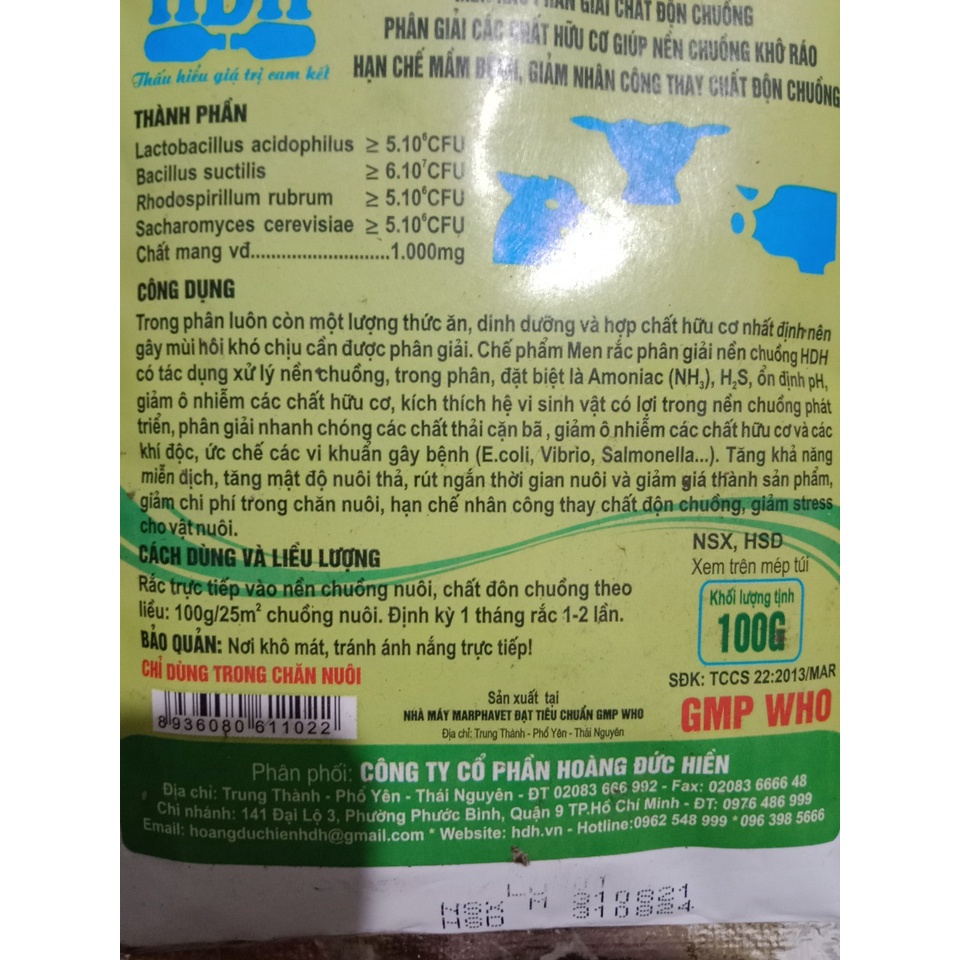 HDH
Thấu hiểu giá trị cam kết
PHÂN GIẢI CHẤT ĐỘN CHUỒNG
PHÂN GIẢI CÁC CHẤT HỮU CƠ GIÚP NỀN CHUỒNG KHÔ RÁO
HẠN CHẾ MẦM BỆNH, GIẢM NHÂN CÔNG THAY CHẤT ĐỘN CHUỒNG
THÀNH PHẦN
Lactobacillus acidophilus ≥ 5.10⁶CFU
Bacillus suctilis ≥ 6.10⁷CFU
Rhodospirillum rubrum ≥ 5.10⁶CFU
Sacharomyces cerevisiae ≥ 5.10⁶CFU
Chất mang vđ............................1.000mg
CÔNG DỤNG
Trong phân luôn còn một lượng thức ăn, dinh dưỡng và hợp chất hữu cơ nhất định nên
gây mùi hôi khó chịu cần được phân giải. Chế phẩm Men rắc phân giải nền chuồng HDH
có tác dụng xử lý nền chuồng, trong phân, đặt biệt là Amoniac (NH₃), H₂S, ổn định pH,
giảm ô nhiễm các chất hữu cơ, kích thích hệ vi sinh vật có lợi trong nền chuồng phát
triển, phân giải nhanh chóng các chất thải cặn bã , giảm ô nhiễm các chất hữu cơ và các
khí độc, ức chế các vi khuẩn gây bệnh (E.coli, Vibrio, Salmonella...). Tăng khả năng
miễn dịch, tăng mật độ nuôi thả, rút ngắn thời gian nuôi và giảm giá thành sản phẩm,
giảm chi phí trong chăn nuôi, hạn chế nhân công thay chất độn chuồng, giảm stress
cho vật nuôi.
CÁCH DÙNG VÀ LIỀU LƯỢNG
Rắc trực tiếp vào nền chuồng nuôi, chất đôn chuồng theo
liều: 100g/25m² chuồng nuôi. Định kỳ 1 tháng rắc 1-2 lần.
BẢO QUẢN: Nơi khô mát, tránh ánh nắng trực tiếp!
CHỈ DÙNG TRONG CHĂN NUÔI
NSX, HSD
Xem trên mép túi
Khối lượng tịnh
100G
SĐK: TCCS 22:2013/MAR
GMP WHO
8936080611022
Sản xuất tại
NHÀ MÁY MARPHAVET ĐẠT TIÊU CHUẨN GMP WHO
Địa chỉ: Trung Thành - Phổ Yên - Thái Nguyên
Phân phối: CÔNG TY CỔ PHẦN HOÀNG ĐỨC HIỀN
Địa chỉ: Trung Thành - Phổ Yên - Thái Nguyên - ĐT 02083 666 992 - Fax: 02083 6666 48
Chi nhánh: 141 Đại Lộ 3, Phường Phước Bình, Quận 9 TP.Hồ Chí Minh - ĐT: 0976 486 999
Email: hoangduchienhdh@gmail.com * Website: hdh.vn - Hotline:0962 548 999 * 096 398 5666
NSX 310821
HSD 310824